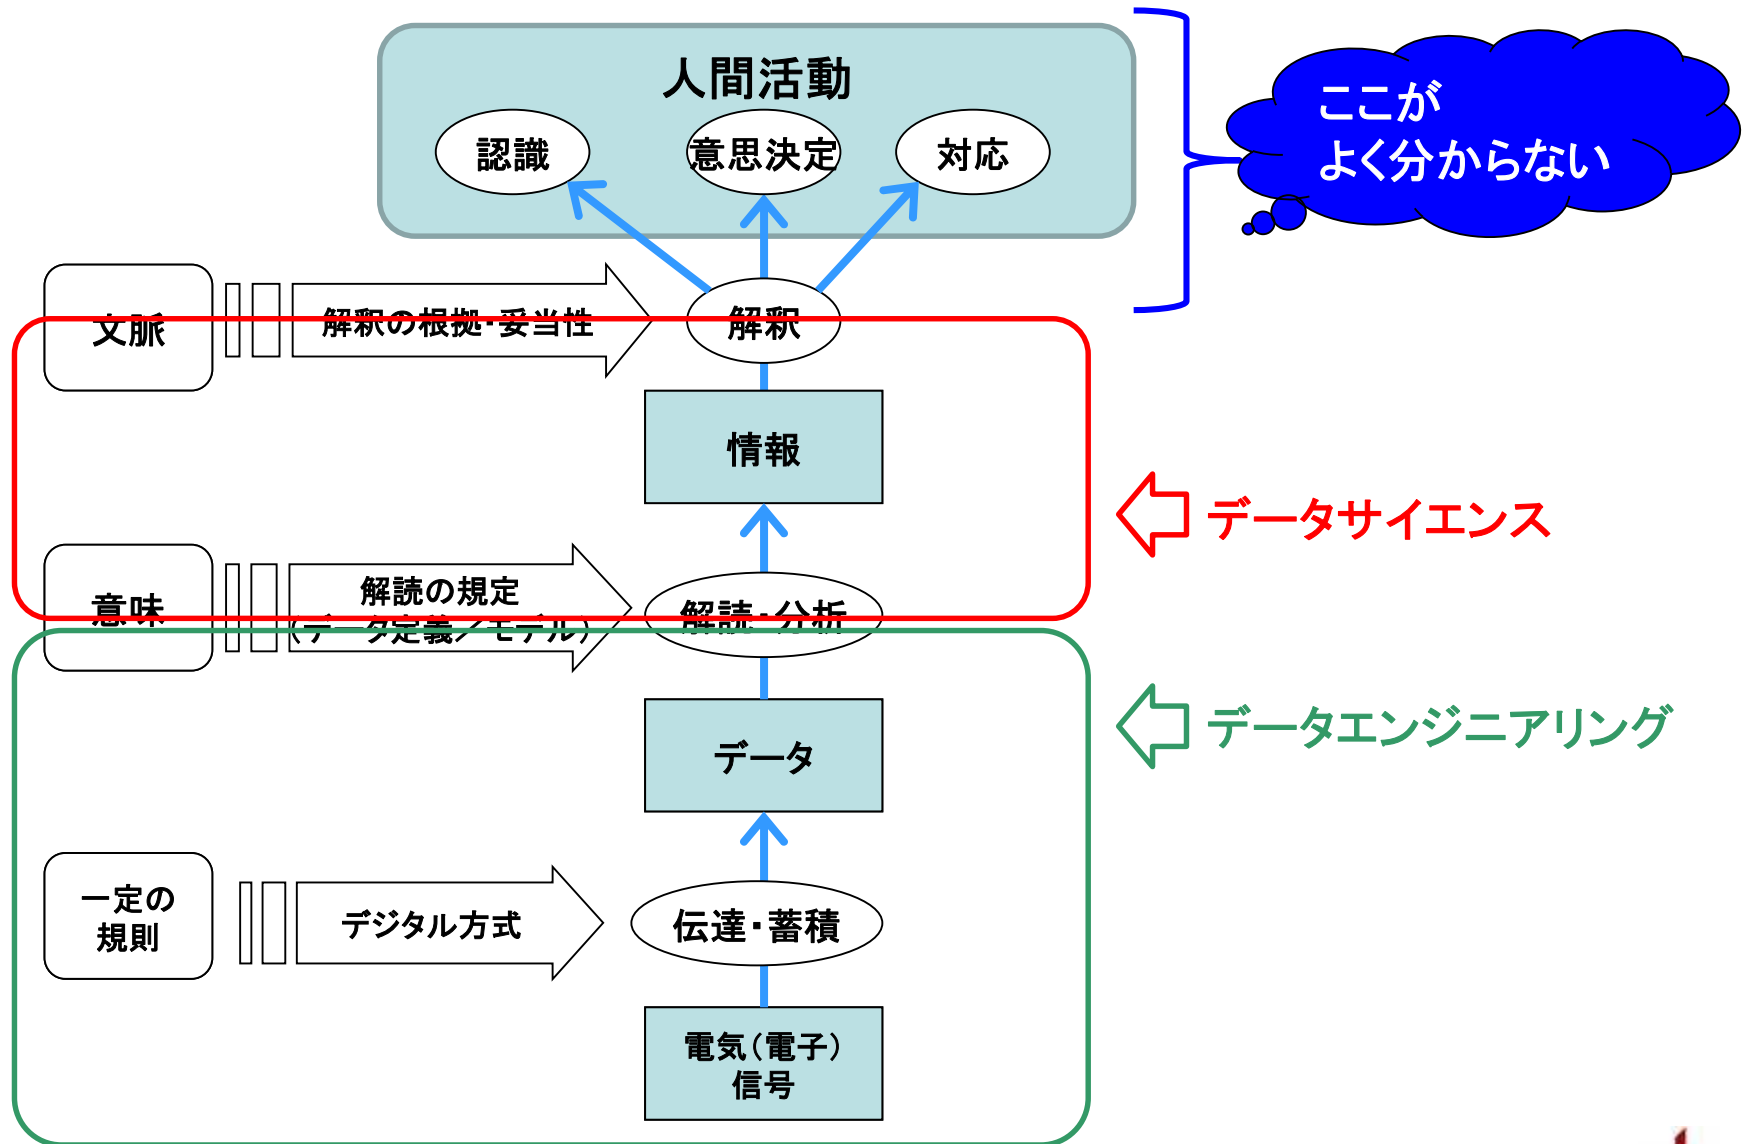 人間活動
認識
意思決定
対応
ここが
よく分からない
文脈
解釈の根拠・妥当性
解釈
情報
データサイエンス
意味
解読の規定
（データ定義／モデル）
解読・分析
データエンジニアリング
データ
一定の
規則
デジタル方式
伝達・蓄積
電気（電子）
信号